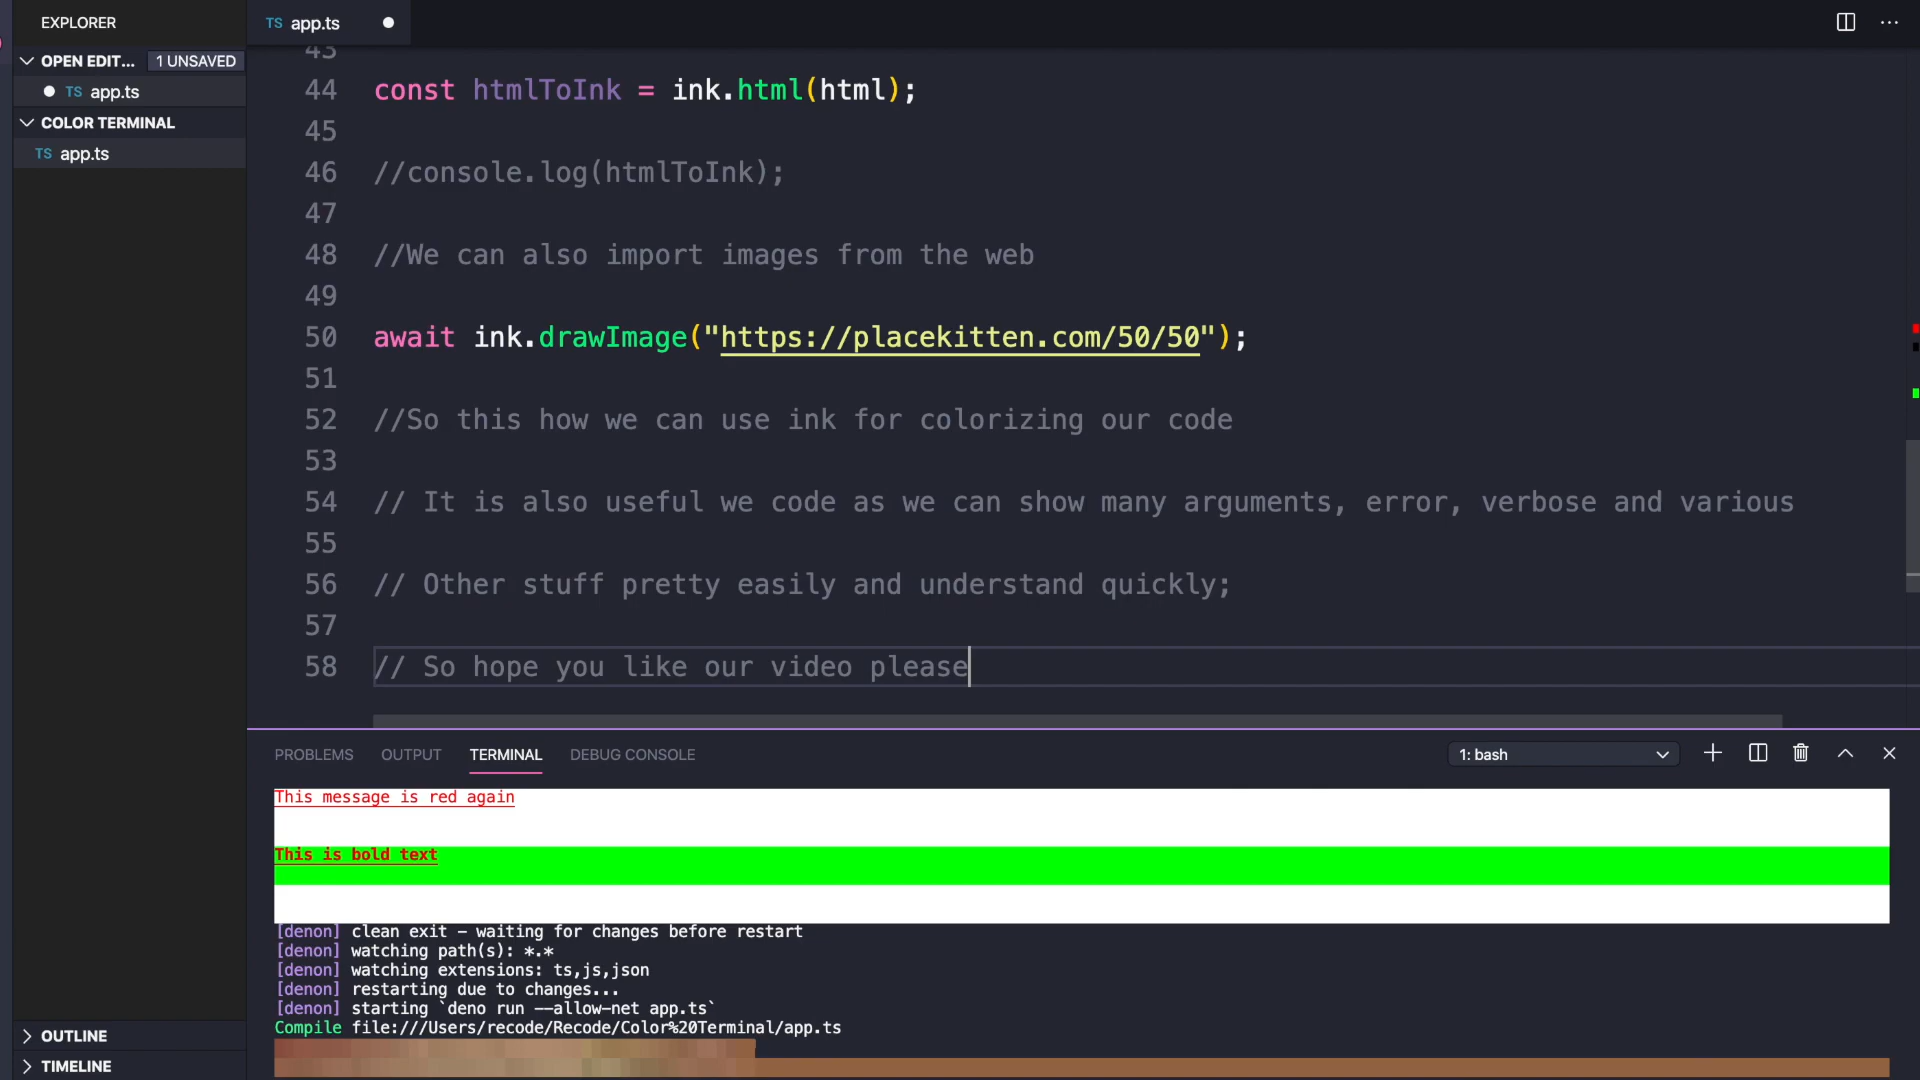 EXPLORER
OPEN EDIT... 1 UNSAVED
TS app.ts
COLOR TERMINAL
TS app.ts
OUTLINE
TIMELINE
TS app.ts
43
44 const htmlToInk = ink.html(html);
45
46 //console.log(htmlToInk);
47
48 //We can also import images from the web
49
50 await ink.drawImage("https://placekitten.com/50/50");
51
52 //So this how we can use ink for colorizing our code
53
54 // It is also useful we code as we can show many arguments, error, verbose and various
55
56 // Other stuff pretty easily and understand quickly;
57
58 // So hope you like our video please
PROBLEMS OUTPUT TERMINAL DEBUG CONSOLE 1: bash
This message is red again
This is bold text
[denon] clean exit - waiting for changes before restart
[denon] watching path(s): *.*
[denon] watching extensions: ts,js,json
[denon] restarting due to changes...
[denon] starting `deno run --allow-net app.ts`
Compile file:///Users/recode/Recode/Color%20Terminal/app.ts